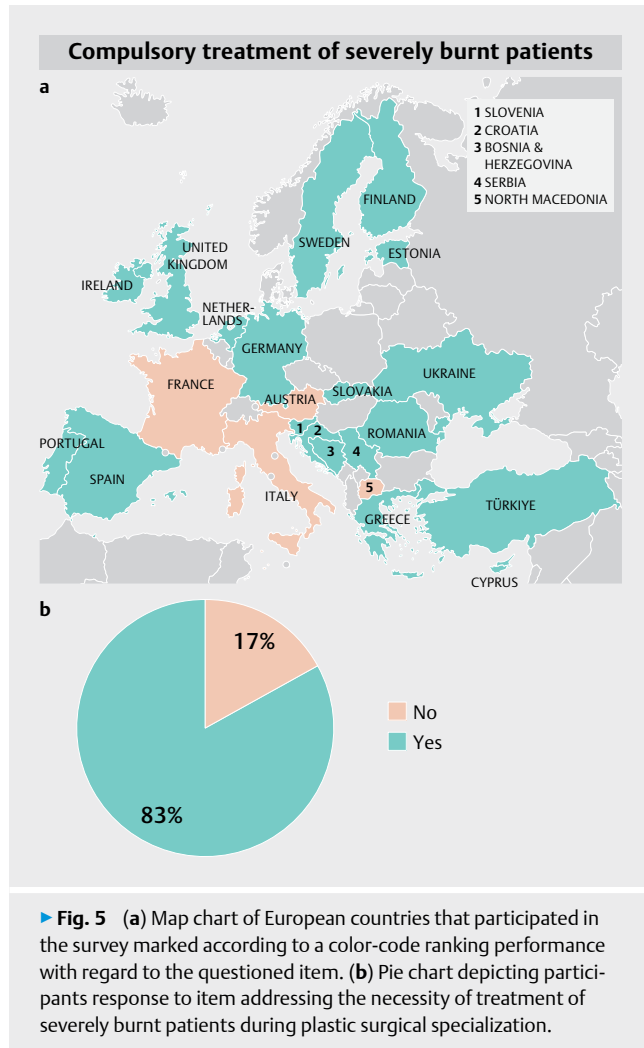 Compulsory treatment of severely burnt patients
a
1 SLOVENIA
2 CROATIA
3 BOSNIA &
HERZEGOVINA
4 SERBIA
5 NORTH MACEDONIA
FINLAND
SWEDEN
ESTONIA
UNITED
KINGDOM
IRELAND
NETHER-
LANDS
GERMANY
FRANCE
AUSTRIA
SLOVAKIA
UKRAINE
ROMANIA
1
2
3
4
5
PORTUGAL
SPAIN
ITALY
GREECE
TÜRKIYE
CYPRUS
b
17%
83%
No
Yes
► Fig. 5 (a) Map chart of European countries that participated in
the survey marked according to a color-code ranking performance
with regard to the questioned item. (b) Pie chart depicting partici-
pants response to item addressing the necessity of treatment of
severely burnt patients during plastic surgical specialization.